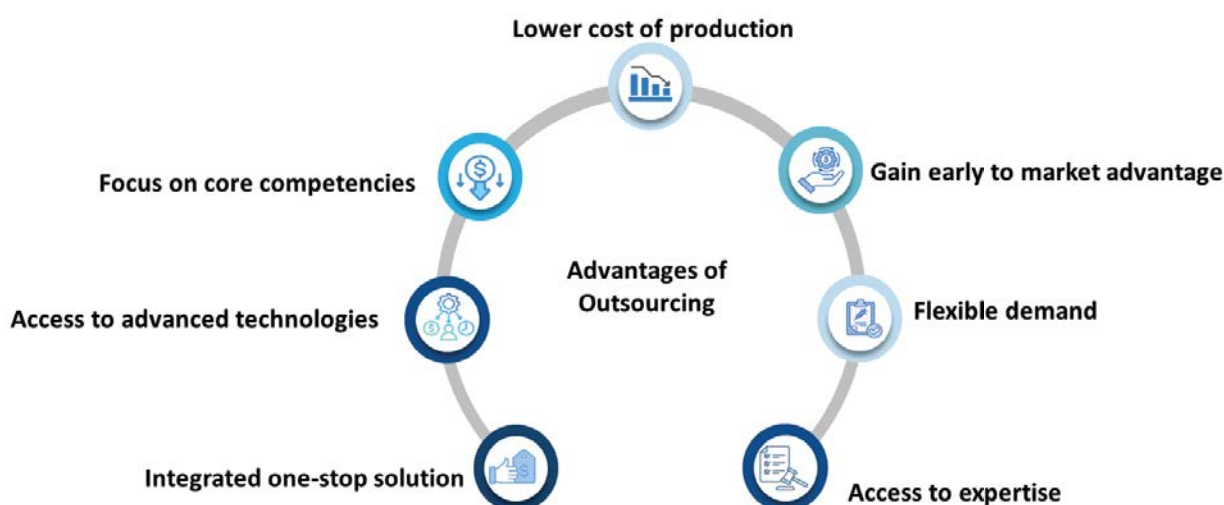 Lower cost of production
Focus on core competencies
Gain early to market advantage
Advantages of
Outsourcing
Access to advanced technologies
Flexible demand
Integrated one-stop solution
Access to expertise